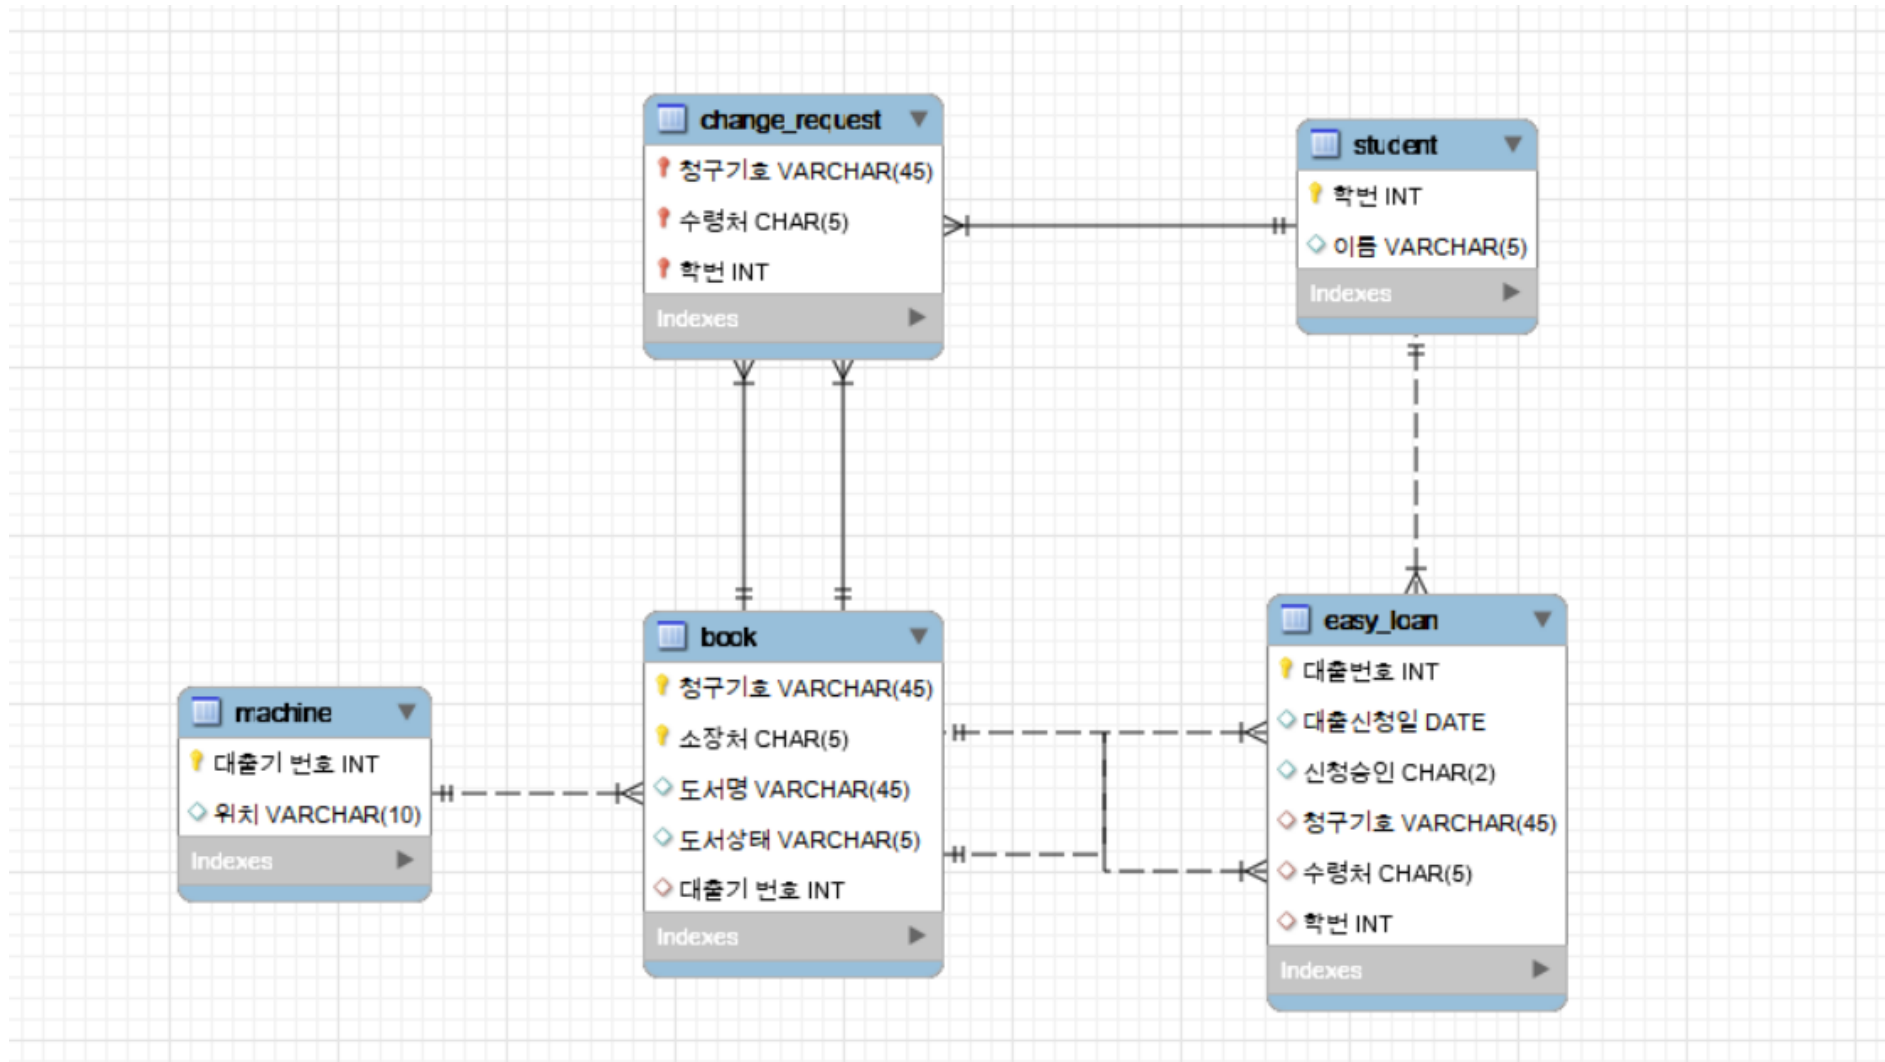 change_request
청구기호 VARCHAR(45)
수령처 CHAR(5)
학번 INT
Indexes
student
학번 INT
이름 VARCHAR(5)
Indexes
machine
대출기 번호 INT
위치 VARCHAR(10)
Indexes
book
청구기호 VARCHAR(45)
소장처 CHAR(5)
도서명 VARCHAR(45)
도서상태 VARCHAR(5)
대출기 번호 INT
Indexes
easy_loan
대출번호 INT
대출신청일 DATE
신청승인 CHAR(2)
청구기호 VARCHAR(45)
수령처 CHAR(5)
학번 INT
Indexes